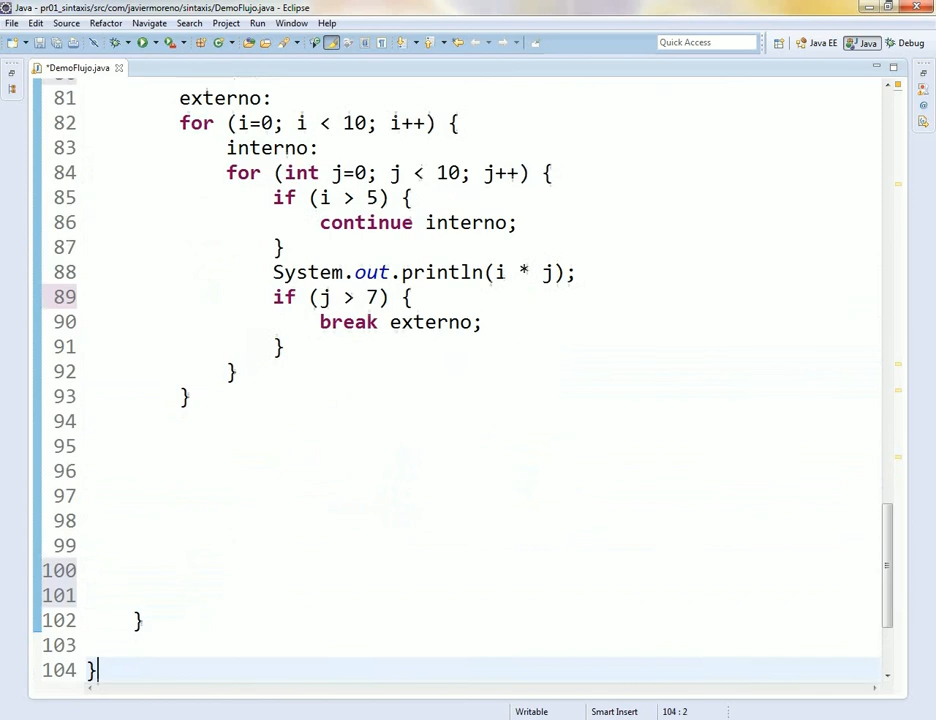 Java - pr01_sintaxis/src/com/javiermoreno/sintaxis/DemoFlujo.java - Eclipse
File Edit Source Refactor Navigate Search Project Run Window Help
Quick Access Java EE Java Debug
*DemoFlujo.java
81 externo:
82 for (i=0; i < 10; i++) {
83 interno:
84 for (int j=0; j < 10; j++) {
85 if (i > 5) {
86 continue interno;
87 }
88 System.out.println(i * j);
89 if (j > 7) {
90 break externo;
91 }
92 }
93 }
94
95
96
97
98
99
100
101
102 }
103
104 }
Writable Smart Insert 104 : 2